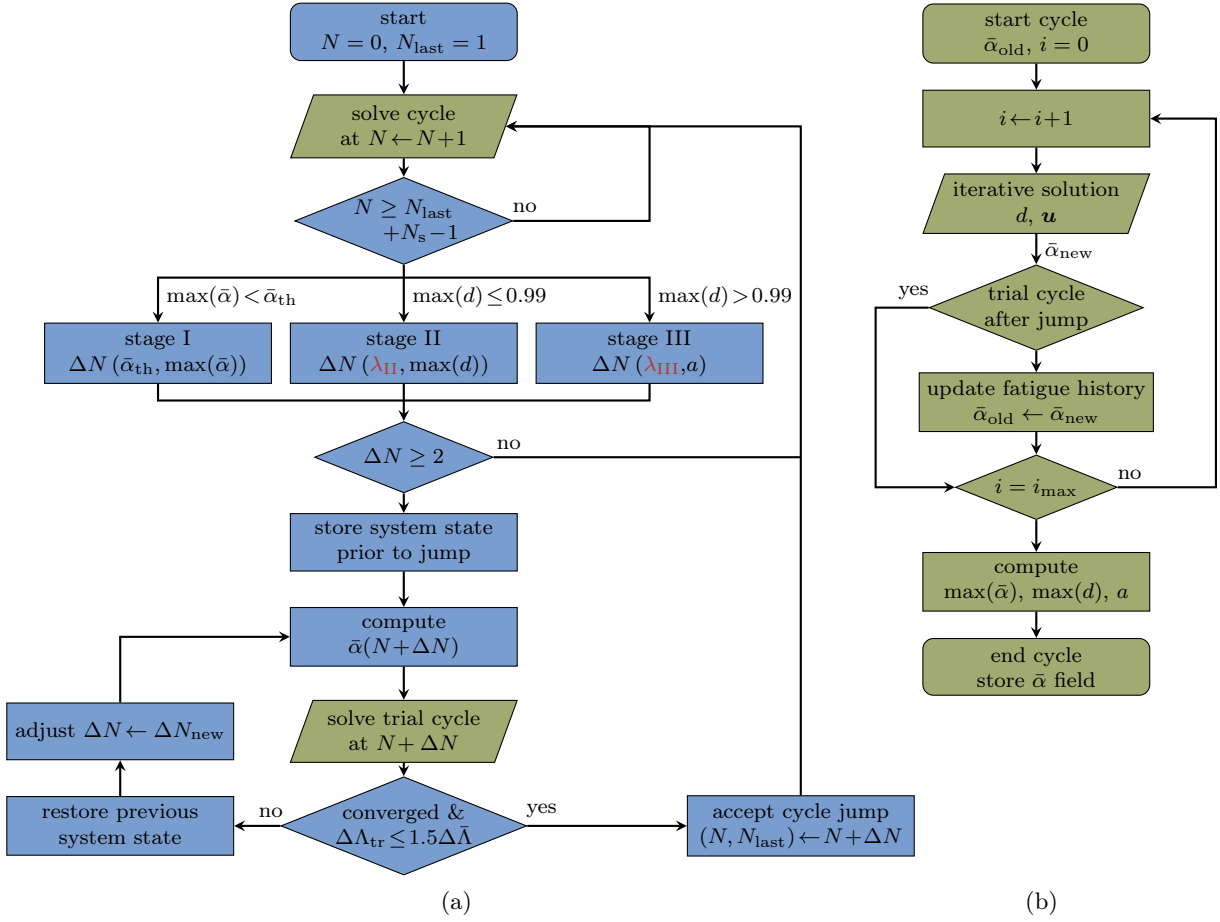 start
N = 0, N_last = 1
solve cycle
at N ← N+1
N ≥ N_last
+N_s −1
no
max(ᾱ) < ᾱ_th
max(d) ≤ 0.99
max(d) > 0.99
stage I
ΔN (ᾱ_th, max(ᾱ))
stage II
ΔN (λ_II, max(d))
stage III
ΔN (λ_III, a)
ΔN ≥ 2
no
store system state
prior to jump
compute
ᾱ(N+ΔN)
adjust ΔN ← ΔN_new
solve trial cycle
at N + ΔN
restore previous
system state
no
converged &
ΔΛ_tr ≤ 1.5ΔΛ̄
yes
accept cycle jump
(N, N_last) ← N+ΔN
(a)
start cycle
ᾱ_old, i = 0
i ← i+1
iterative solution
d, u
ᾱ_new
yes
trial cycle
after jump
update fatigue history
ᾱ_old ← ᾱ_new
i = i_max
no
compute
max(ᾱ), max(d), a
end cycle
store ᾱ field
(b)